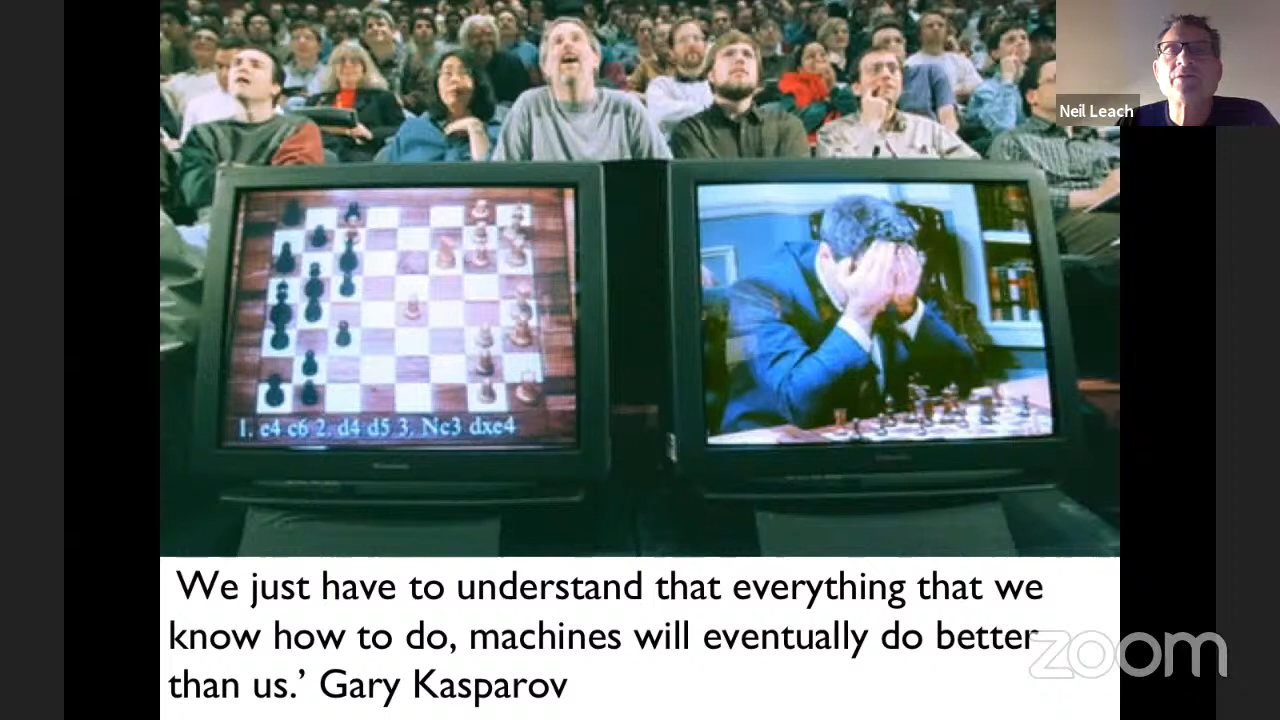 Neil Leach
1. e4 c6 2. d4 d5 3. Nc3 dxe4
We just have to understand that everything that we
know how to do, machines will eventually do better
than us.’ Gary Kasparov
zoom